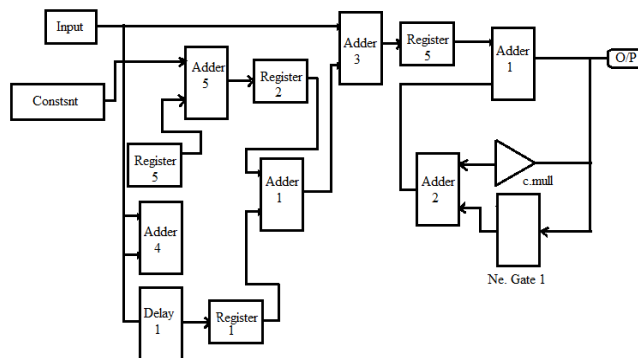 Input
Constsnt
Adder
5
Register
2
Register
5
Adder
4
Delay
1
Register
1
Adder
1
Adder
3
Register
5
Adder
1
O/P
Adder
2
c.mull
Ne. Gate 1